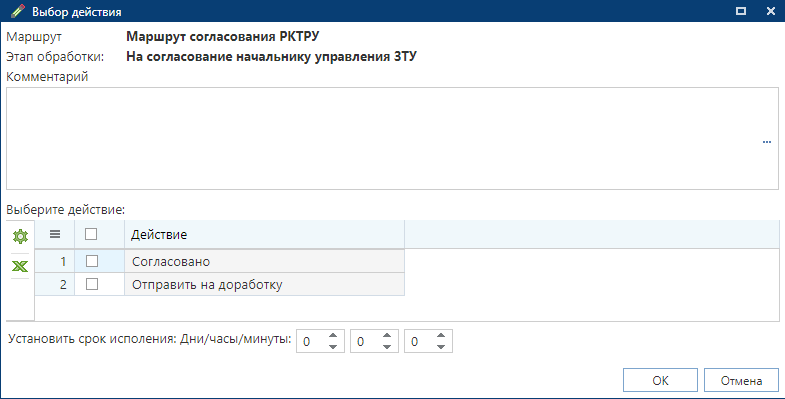 Выбор действия
Маршрут Маршрут согласования РКТРУ
Этап обработки: На согласование начальнику управления ЗТУ
Комментарий
...
Выберите действие:
Действие
1 Согласовано
2 Отправить на доработку
Установить срок исполения: Дни/часы/минуты: 0 0 0
ОК Отмена